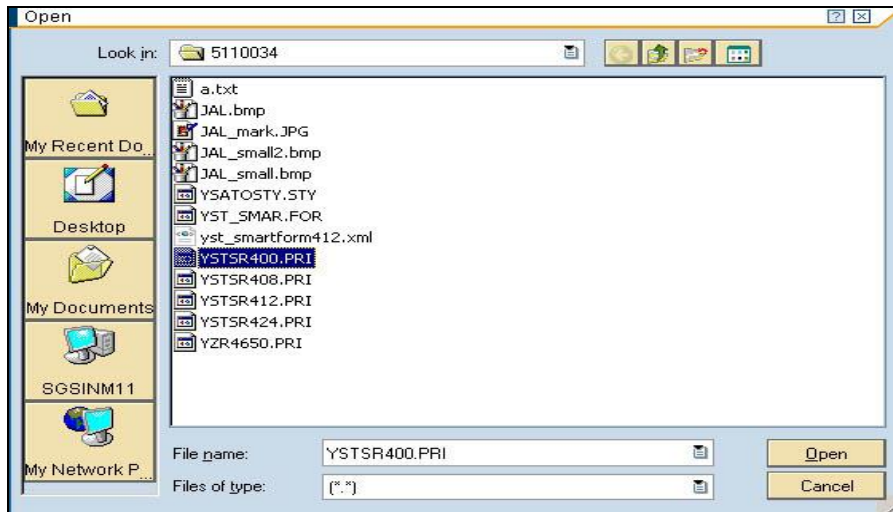 Open
Look in: 5110034
a.txt
JAL.bmp
JAL_mark.JPG
JAL_small2.bmp
JAL_small.bmp
YSATOSTY.STY
YST_SMAR.FOR
yst_smartform412.xml
YSTSR400.PRI
YSTSR408.PRI
YSTSR412.PRI
YSTSR424.PRI
YZR4650.PRI
My Recent Do...
Desktop
My Documents
SGSINM11
My Network P...
File name: YSTSR400.PRI Open
Files of type: (*.*) Cancel